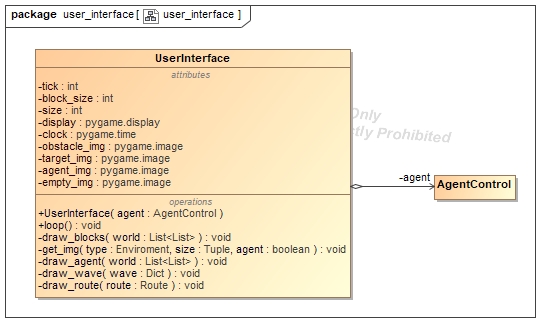 package user_interface [ user_interface ]
UserInterface
attributes
-tick : int
-block_size : int
-size : int
-display : pygame.display
-clock : pygame.time
-obstacle_img : pygame.image
-target_img : pygame.image
-agent_img : pygame.image
-empty_img : pygame.image
operations
+UserInterface( agent : AgentControl )
+loop() : void
-draw_blocks( world : List<List> ) : void
-get_img( type : Enviroment, size : Tuple, agent : boolean ) : void
-draw_agent( world : List<List> ) : void
-draw_wave( wave : Dict ) : void
-draw_route( route : Route ) : void
-agent
AgentControl
Only
Prohibited